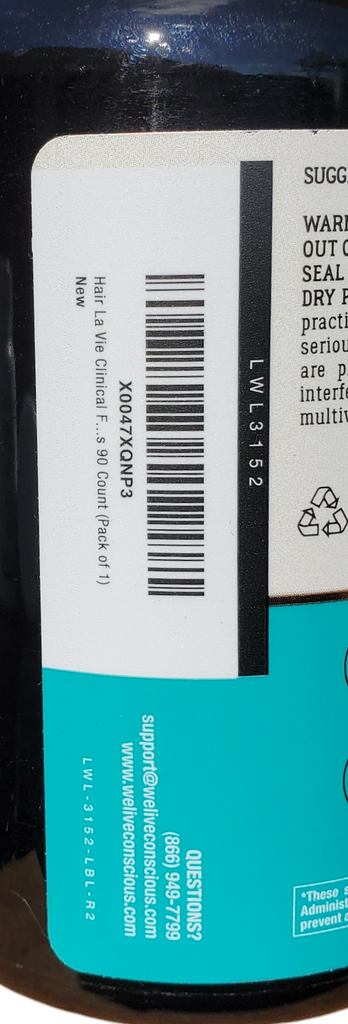 SUGG
WARN
OUT O
SEAL
DRY P
practi
seriou
are p
interfe
multiv
LWL3152
X0047XQNP3
Hair La Vie Clinical F...s 90 Count (Pack of 1)
New
QUESTIONS?
(866) 949-7799
support@weliveconscious.com
www.weliveconscious.com
LWL-3152-LBL-R2
*These s
Administ
prevent a